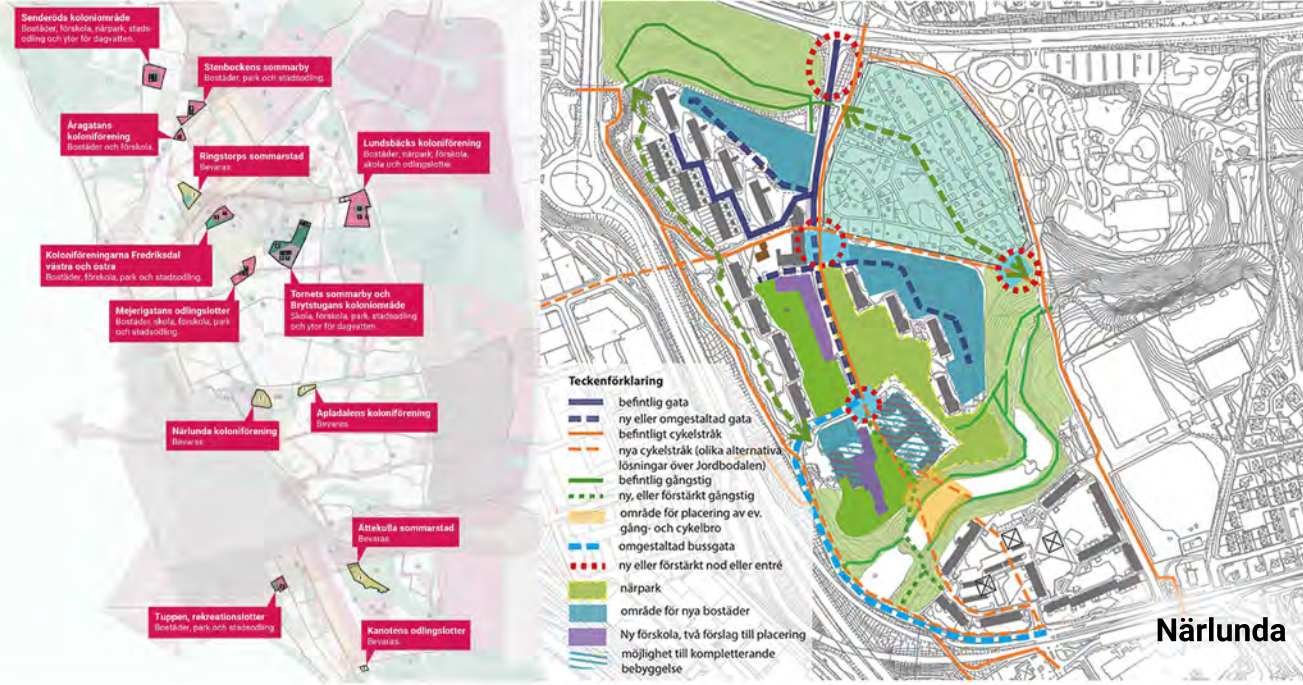 Senderöds koloniområde
Bostäder, förskola, närpark, stads-
odling och ytor för dagvatten.
Stenbockens sommarby
Bostäder, park och stadsodling.
Åragatans
koloniförening
Bostäder och förskola.
Ringstorps sommarstad
Bevaras
Lundsbäcks koloniförening
Bostäder, närpark, förskola,
skola och odlingslotter.
Koloniföreningarna Fredriksdal
västra och östra
Bostäder, förskola, park och stadsodling.
Mejerigatans odlingslotter
Bostäder, skola, förskola, park
och stadsodling.
Tornets sommarby och
Brytstugans koloniområde
Skola, förskola, park, stadsodling
och ytor för dagvatten.
Närlunda koloniförening
Bevaras
Apladalens koloniförening
Bevaras
Ättekulla sommarstad
Bevaras
Tuppen, rekreationslotter
Bostäder, park och stadsodling
Kanotens odlingslotter
Bevaras
Teckenförklaring
befintlig gata
ny eller omgestaltad gata
befintligt cykelstråk
nya cykelstråk (olika alternativa
lösningar över Jordbodalen)
befintlig gångstig
ny, eller förstärkt gångstig
område för placering av ev.
gång- och cykelbro
omgestaltad bussgata
ny eller förstärkt nod eller entré
närpark
område för nya bostäder
Ny förskola, två förslag till placering
möjlighet till kompletterande
bebyggelse
Närlunda